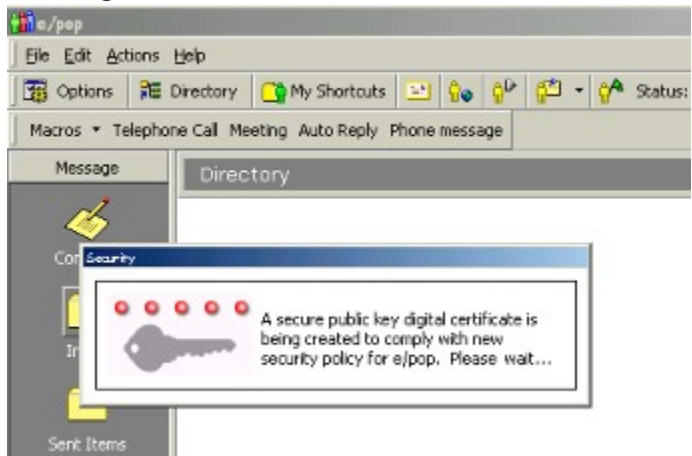 e/pop
File Edit Actions Help
Options Directory My Shortcuts Status:
Macros Telephone Call Meeting Auto Reply Phone message
Message
Directory
Security
A secure public key digital certificate is
being created to comply with new
security policy for e/pop. Please wait...
Sent Items